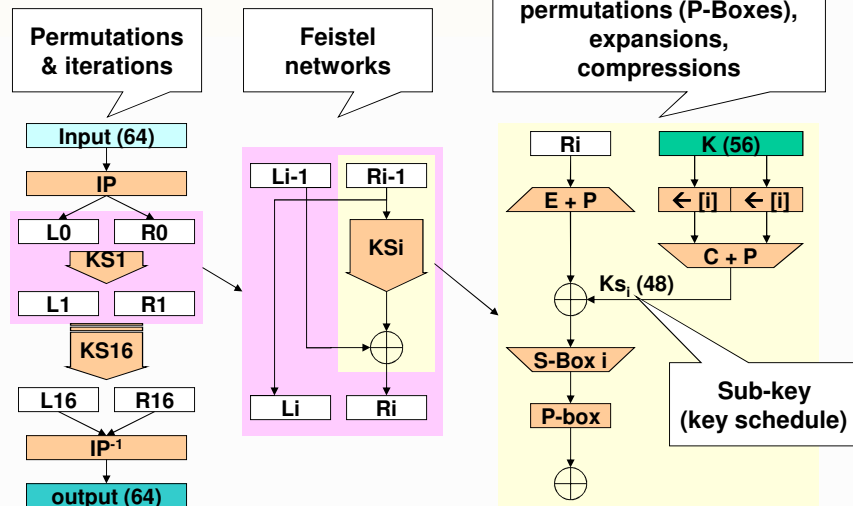 Permutations
& iterations
Feistel
networks
permutations (P-Boxes),
expansions,
compressions
Input (64)
IP
L0
R0
KS1
L1
R1
KS16
L16
R16
IP-1
output (64)
Li-1
Ri-1
KSi
Li
Ri
Ri
K (56)
E + P
← [i]
← [i]
C + P
Ksi (48)
S-Box i
P-box
Sub-key
(key schedule)